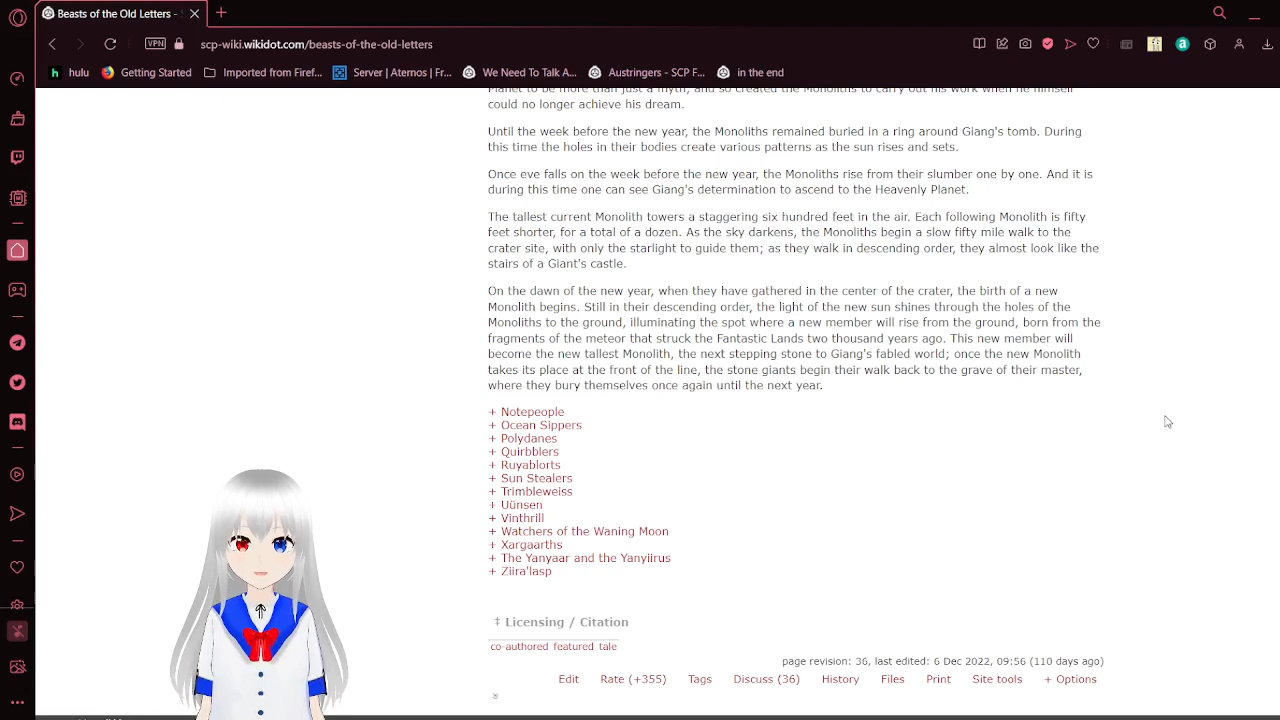 Beasts of the Old Letters -
scp-wiki.wikidot.com/beasts-of-the-old-letters
VPN
hulu
Getting Started
Imported from Firef...
Server | Aternos | Fr...
We Need To Talk A...
Austringers - SCP F...
in the end
Planet to be more than just a myth, and so created the Monoliths to carry out his work when he himself
could no longer achieve his dream.
Until the week before the new year, the Monoliths remained buried in a ring around Giang's tomb. During
this time the holes in their bodies create various patterns as the sun rises and sets.
Once eve falls on the week before the new year, the Monoliths rise from their slumber one by one. And it is
during this time one can see Giang's determination to ascend to the Heavenly Planet.
The tallest current Monolith towers a staggering six hundred feet in the air. Each following Monolith is fifty
feet shorter, for a total of a dozen. As the sky darkens, the Monoliths begin a slow fifty mile walk to the
crater site, with only the starlight to guide them; as they walk in descending order, they almost look like the
stairs of a Giant's castle.
On the dawn of the new year, when they have gathered in the center of the crater, the birth of a new
Monolith begins. Still in their descending order, the light of the new sun shines through the holes of the
Monoliths to the ground, illuminating the spot where a new member will rise from the ground, born from the
fragments of the meteor that struck the Fantastic Lands two thousand years ago. This new member will
become the new tallest Monolith, the next stepping stone to Giang's fabled world; once the new Monolith
takes its place at the front of the line, the stone giants begin their walk back to the grave of their master,
where they bury themselves once again until the next year.
+ Notepeople
+ Ocean Sippers
+ Polydanes
+ Quirbblers
+ Ruyablorts
+ Sun Stealers
+ Trimbleweiss
+ Uünsen
+ Vinthrill
+ Watchers of the Waning Moon
+ Xargaarths
+ The Yanyaar and the Yanyiirus
+ Ziira'lasp
‡ Licensing / Citation
co-authored featured tale
page revision: 36, last edited: 6 Dec 2022, 09:56 (110 days ago)
Edit
Rate (+355)
Tags
Discuss (36)
History
Files
Print
Site tools
+ Options